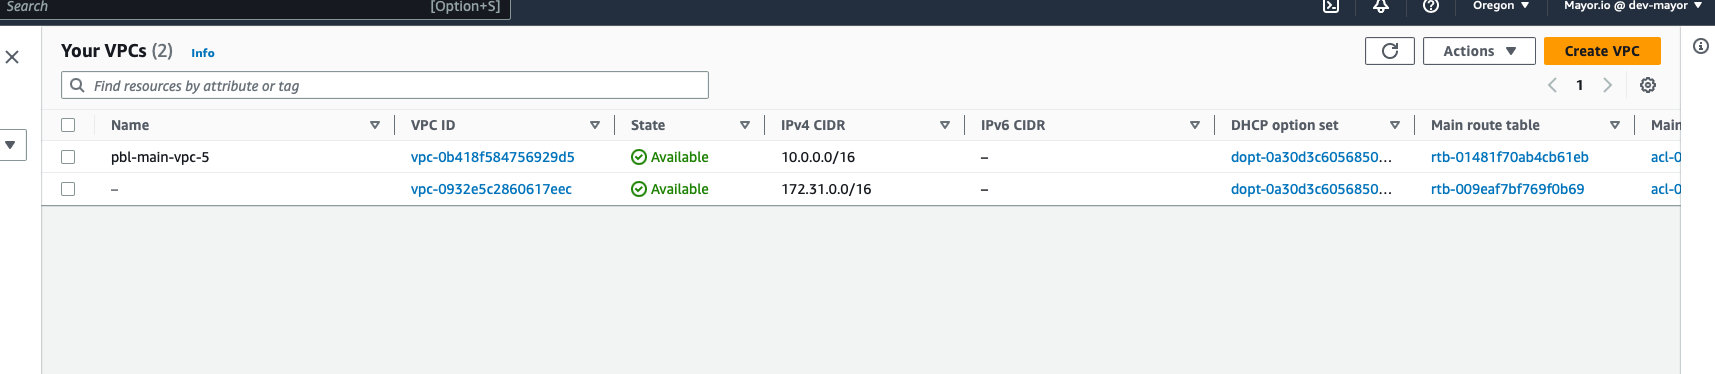 Search [Option+S] Oregon ▼ Mayor.io @ dev-mayor ▼
Your VPCs (2) Info Actions ▼ Create VPC
Find resources by attribute or tag 1
Name VPC ID State IPv4 CIDR IPv6 CIDR DHCP option set Main route table Main
pbl-main-vpc-5 vpc-0b418f584756929d5 Available 10.0.0.0/16 – dopt-0a30d3c6056850... rtb-01481f70ab4cb61eb acl-0
– vpc-0932e5c2860617eec Available 172.31.0.0/16 – dopt-0a30d3c6056850... rtb-009eaf7bf769f0b69 acl-0